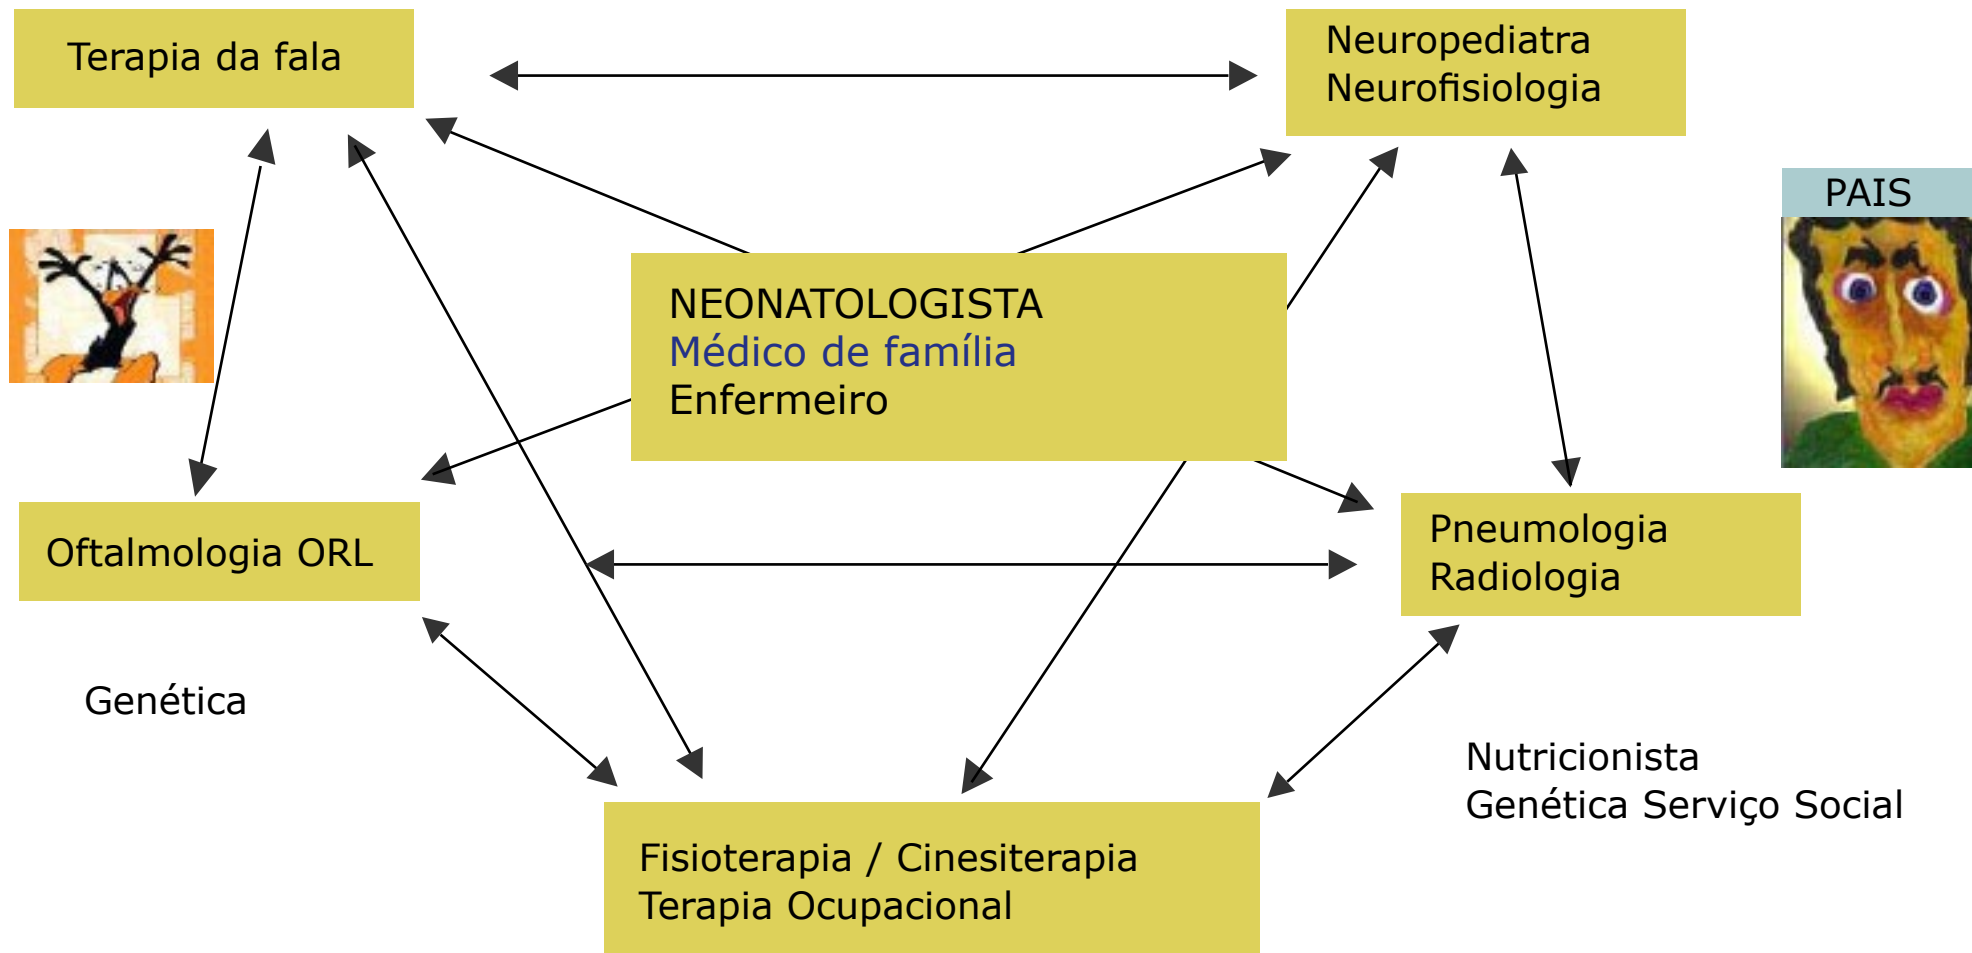 Terapia da fala
Neuropediatra
Neurofisiologia
PAIS
NEONATOLOGISTA
Médico de família
Enfermeiro
Oftalmologia ORL
Pneumologia
Radiologia
Genética
Nutricionista
Genética Serviço Social
Fisioterapia / Cinesiterapia
Terapia Ocupacional